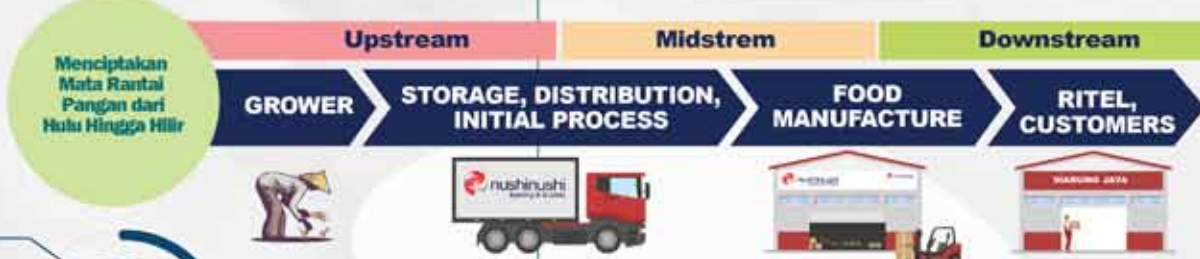 Menciptakan
Mata Rantai
Pangan dari
Hulu Hingga Hilir
Upstream
Midstrem
Downstream
GROWER
STORAGE, DISTRIBUTION,
INITIAL PROCESS
FOOD
MANUFACTURE
RITEL,
CUSTOMERS
nushinushi
WARUNG JAYA